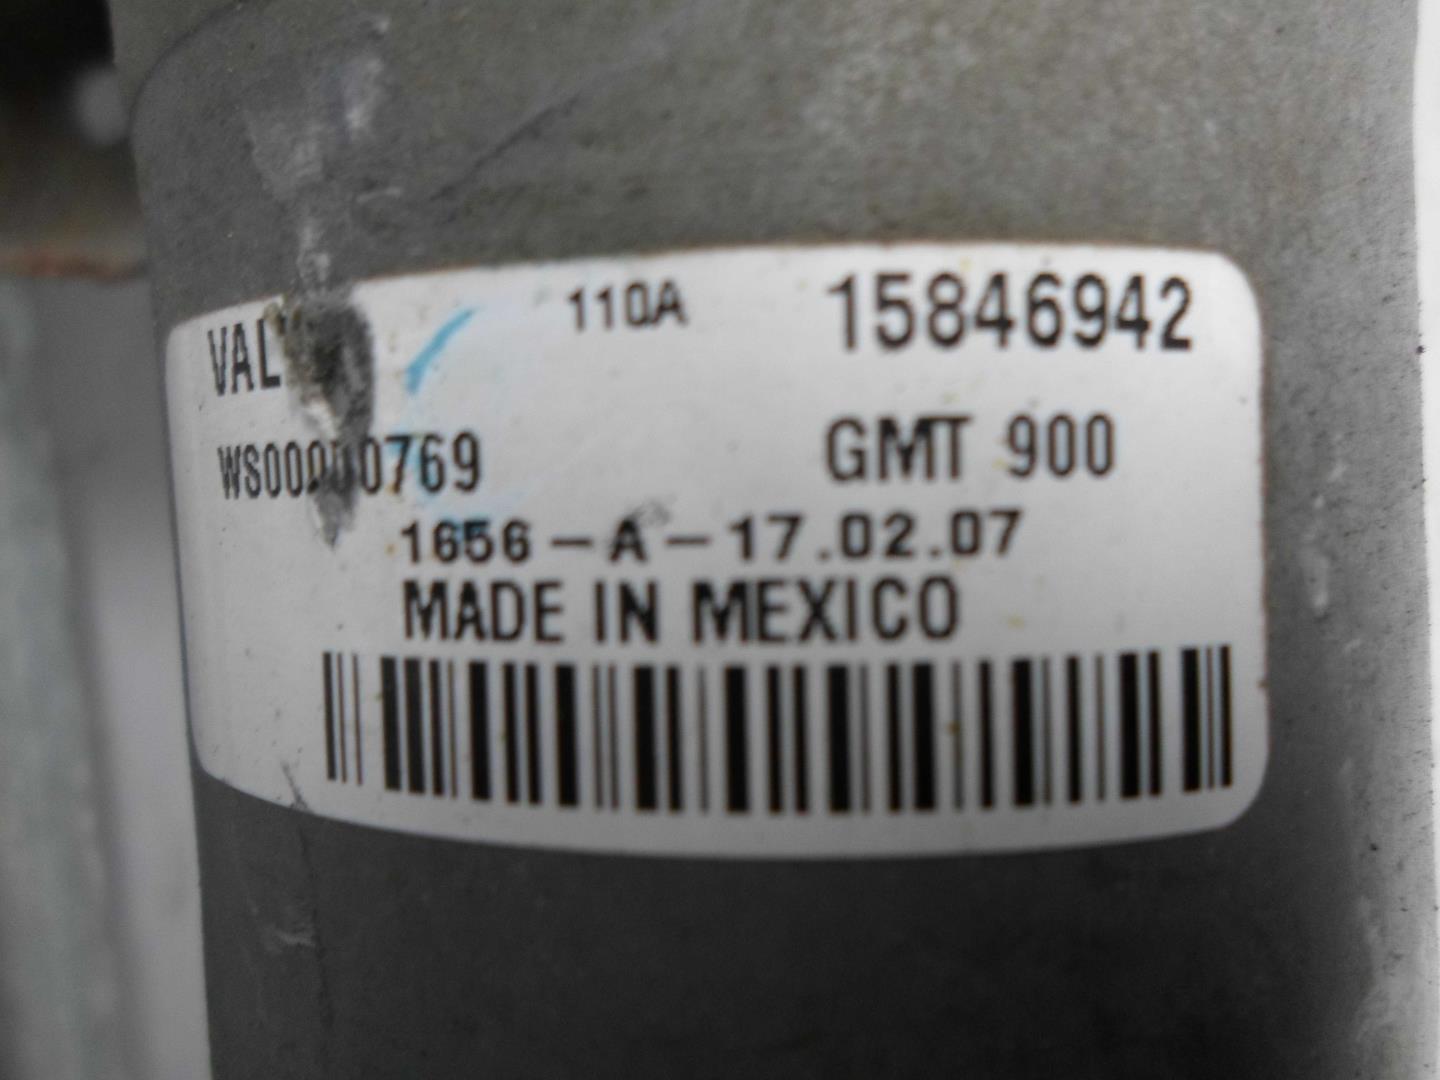 110A 15846942
GMT 900
1656-A-17.02.07
MADE IN MEXICO